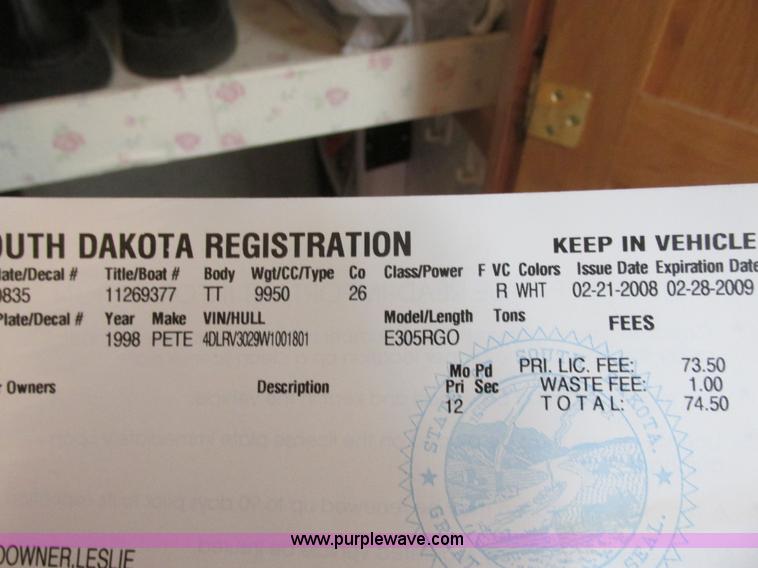 OUTH DAKOTA REGISTRATION KEEP IN VEHICLE
late/Decal # Title/Boat # Body Wgt/CC/Type Co Class/Power F VC Colors Issue Date Expiration Date
835 11269377 TT 9950 26 R WHT 02-21-2008 02-28-2009
Plate/Decal # Year Make VIN/HULL Model/Length Tons FEES
1998 PETE 4DLRV3029W1001801 E305RGO
Mo Pd PRI. LIC. FEE: 73.50
r Owners Description Pri Sec WASTE FEE: 1.00
12 TOTAL: 74.50
www.purplewave.com
DOWNER,LESLIE